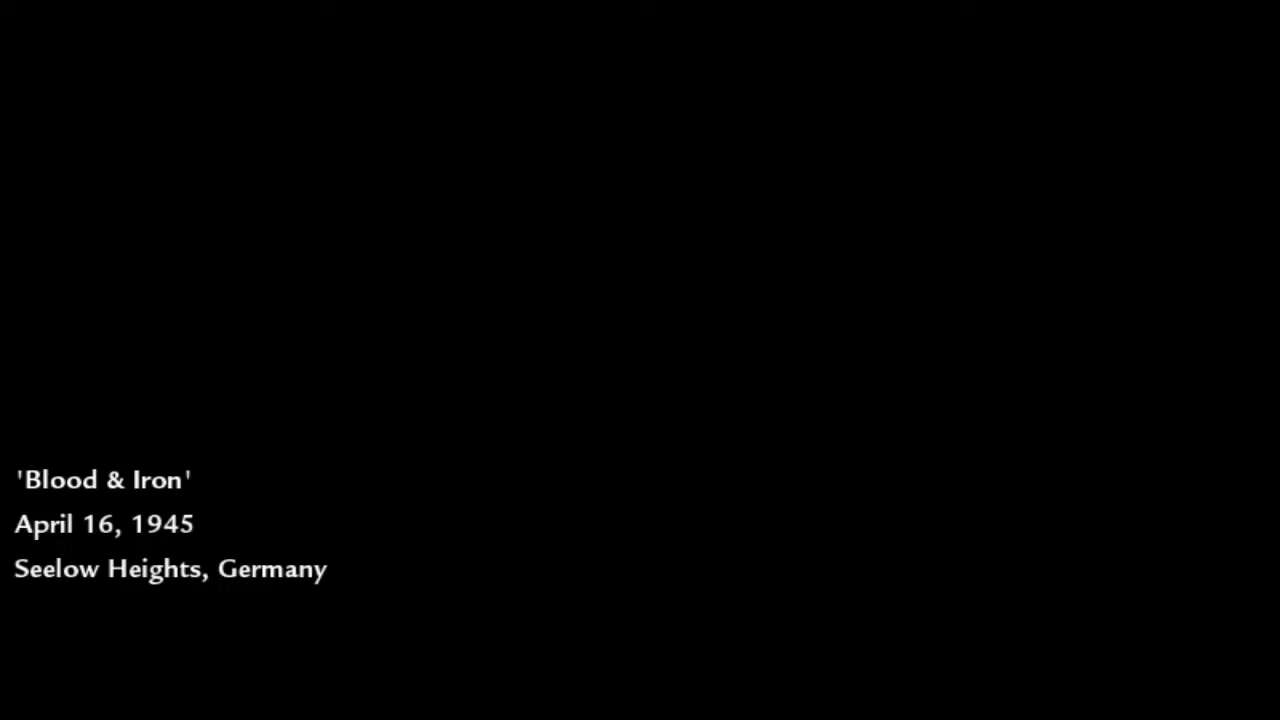 'Blood & Iron'
April 16, 1945
Seelow Heights, Germany